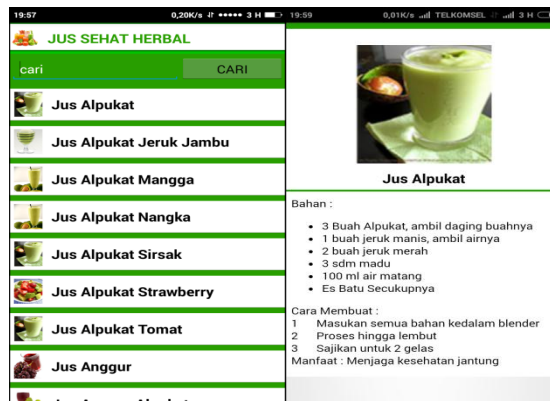 19:57 0,20K/s 3 H
JUS SEHAT HERBAL
cari CARI
Jus Alpukat
Jus Alpukat Jeruk Jambu
Jus Alpukat Mangga
Jus Alpukat Nangka
Jus Alpukat Sirsak
Jus Alpukat Strawberry
Jus Alpukat Tomat
Jus Anggur
19:59 0,01K/s TELKOMSEL 3 H
Jus Alpukat
Bahan :
• 3 Buah Alpukat, ambil daging buahnya
• 1 buah jeruk manis, ambil airnya
• 2 buah jeruk merah
• 3 sdm madu
• 100 ml air matang
• Es Batu Secukupnya
Cara Membuat :
1 Masukan semua bahan kedalam blender
2 Proses hingga lembut
3 Sajikan untuk 2 gelas
Manfaat : Menjaga kesehatan jantung